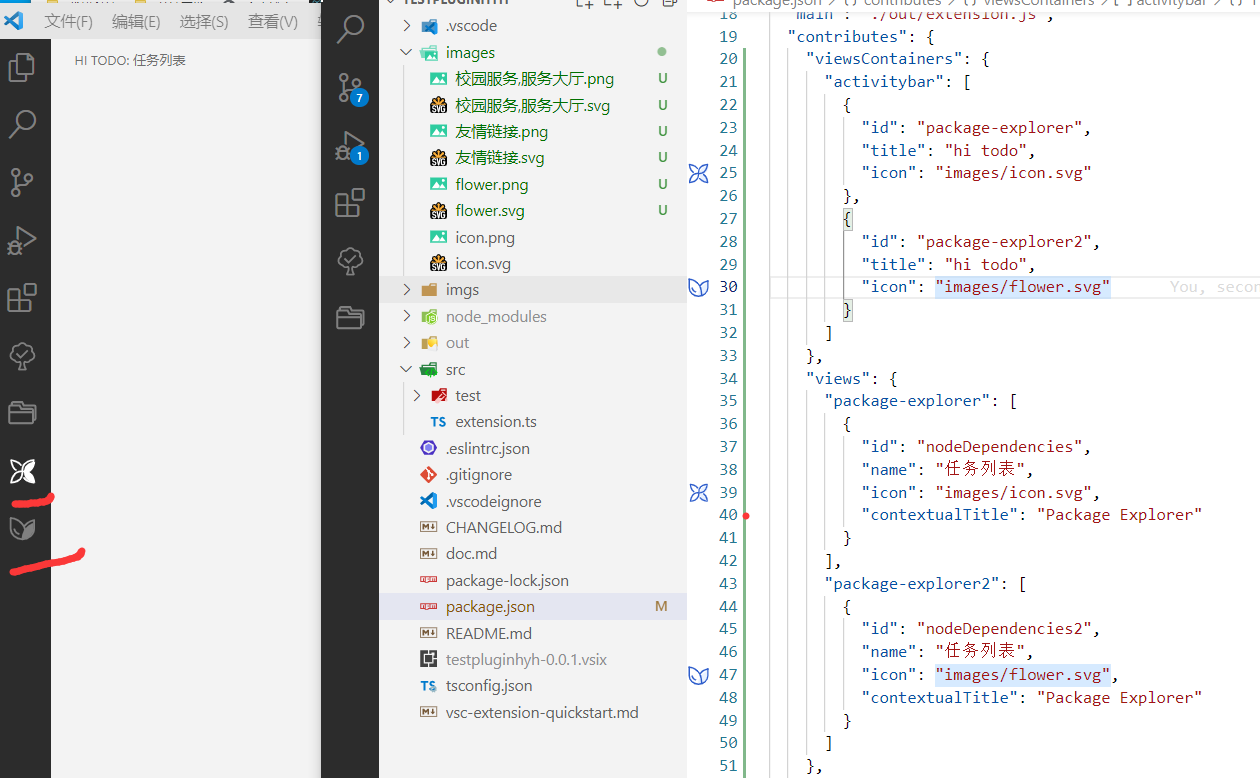 文件(F) 编辑(E) 选择(S) 查看(V)
HI TODO: 任务列表
7
1
.vscode
images
校园服务,服务大厅.png U
校园服务,服务大厅.svg U
友情链接.png U
友情链接.svg U
flower.png U
flower.svg U
icon.png
icon.svg
imgs
node_modules
out
src
test
TS extension.ts
.eslintrc.json
.gitignore
.vscodeignore
CHANGELOG.md
doc.md
package-lock.json
package.json M
README.md
testpluginhyh-0.0.1.vsix
TS tsconfig.json
vsc-extension-quickstart.md
package.json > {} contributes > {} viewsContainers > [ ] activitybar > {}
18 "main": "./out/extension.js",
19 "contributes": {
20 "viewsContainers": {
21 "activitybar": [
22 {
23 "id": "package-explorer",
24 "title": "hi todo",
25 "icon": "images/icon.svg"
26 },
27 {
28 "id": "package-explorer2",
29 "title": "hi todo",
30 "icon": "images/flower.svg" You, secon
31 }
32 ]
33 },
34 "views": {
35 "package-explorer": [
36 {
37 "id": "nodeDependencies",
38 "name": "任务列表",
39 "icon": "images/icon.svg",
40 "contextualTitle": "Package Explorer"
41 }
42 ],
43 "package-explorer2": [
44 {
45 "id": "nodeDependencies2",
46 "name": "任务列表",
47 "icon": "images/flower.svg",
48 "contextualTitle": "Package Explorer"
49 }
50 ]
51 },